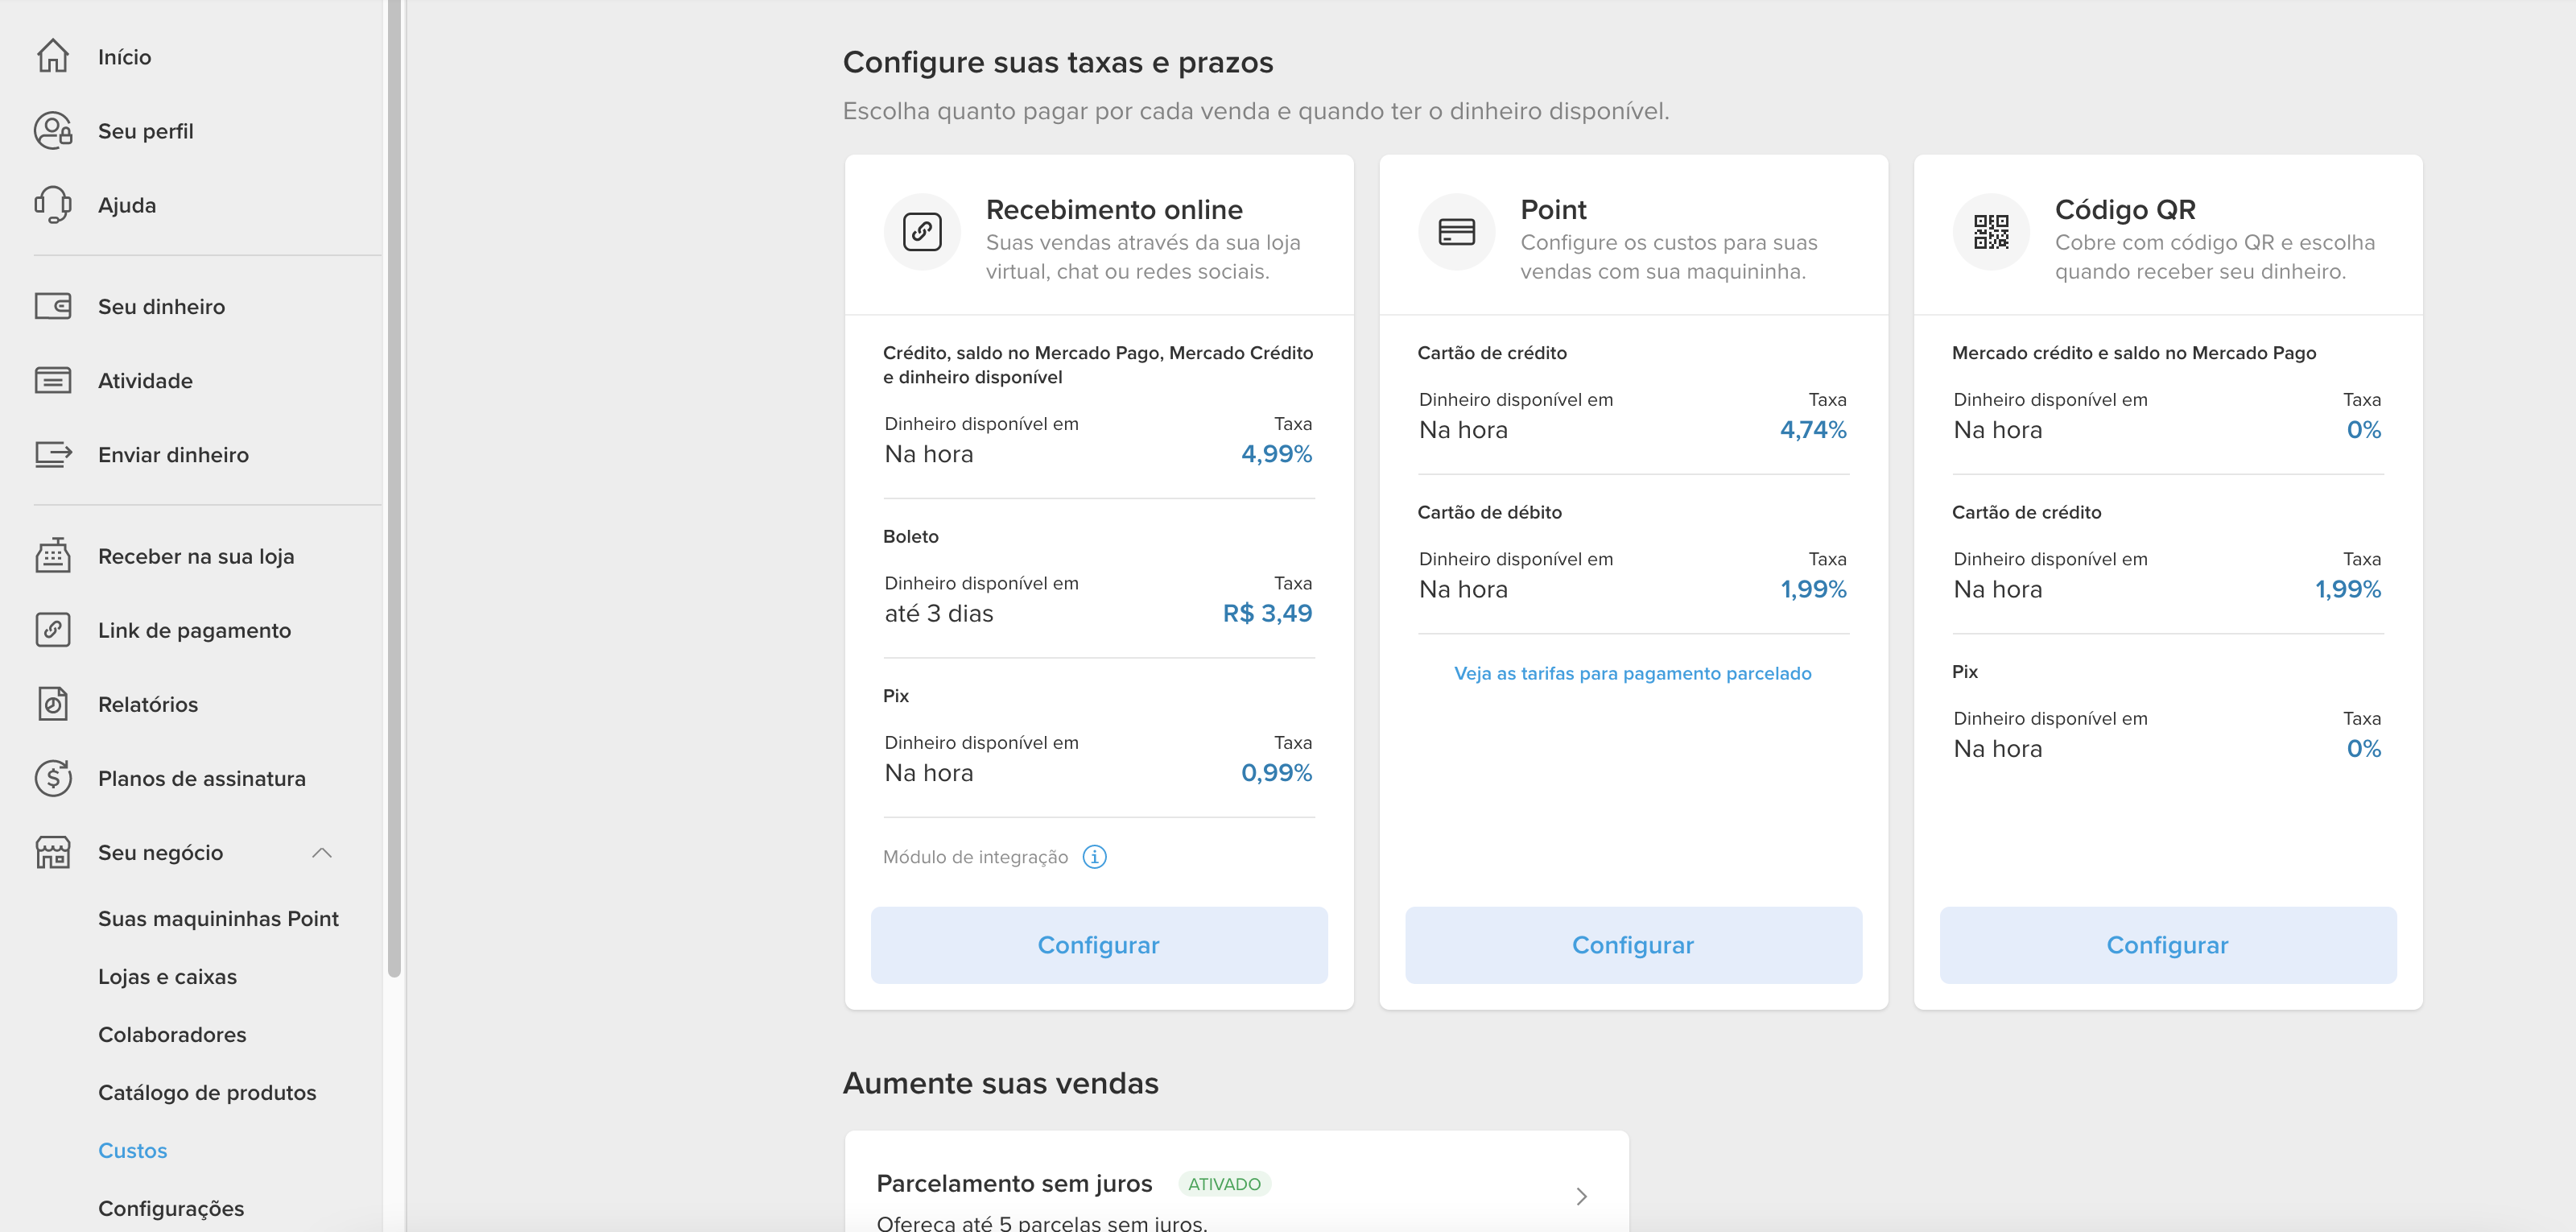 Início
Seu perfil
Ajuda
Seu dinheiro
Atividade
Enviar dinheiro
Receber na sua loja
Link de pagamento
Relatórios
Planos de assinatura
Seu negócio
Suas maquininhas Point
Lojas e caixas
Colaboradores
Catálogo de produtos
Custos
Configurações
Configure suas taxas e prazos
Escolha quanto pagar por cada venda e quando ter o dinheiro disponível.
Recebimento online
Suas vendas através da sua loja
virtual, chat ou redes sociais.
Crédito, saldo no Mercado Pago, Mercado Crédito
e dinheiro disponível
Dinheiro disponível em Taxa
Na hora 4,99%
Boleto
Dinheiro disponível em Taxa
até 3 dias R$ 3,49
Pix
Dinheiro disponível em Taxa
Na hora 0,99%
Módulo de integração
Configurar
Point
Configure os custos para suas
vendas com sua maquininha.
Cartão de crédito
Dinheiro disponível em Taxa
Na hora 4,74%
Cartão de débito
Dinheiro disponível em Taxa
Na hora 1,99%
Veja as tarifas para pagamento parcelado
Configurar
Código QR
Cobre com código QR e escolha
quando receber seu dinheiro.
Mercado crédito e saldo no Mercado Pago
Dinheiro disponível em Taxa
Na hora 0%
Cartão de crédito
Dinheiro disponível em Taxa
Na hora 1,99%
Pix
Dinheiro disponível em Taxa
Na hora 0%
Configurar
Aumente suas vendas
Parcelamento sem juros ATIVADO
Ofereça até 5 parcelas sem juros.